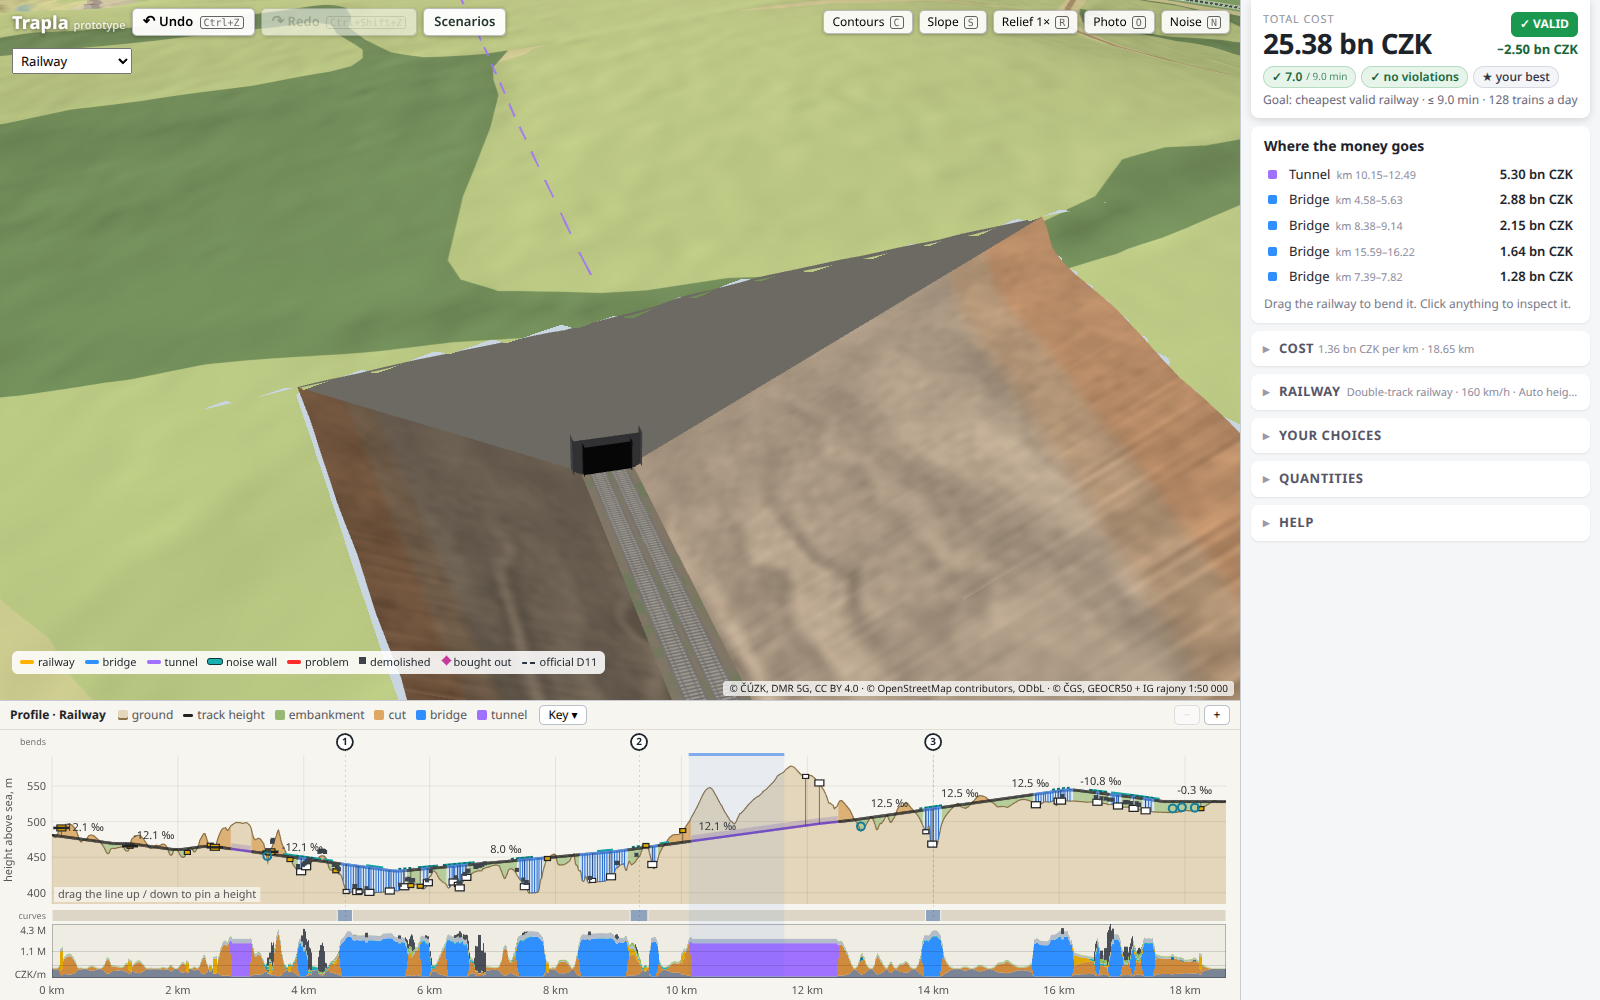 Trapla prototype
↶ Undo Ctrl+Z
↷ Redo Ctrl+Shift+Z
Scenarios
Contours C
Slope S
Relief 1× R
Photo O
Noise N
Railway
railway bridge tunnel noise wall problem demolished bought out official D11
© ČÚZK, DMR 5G, CC BY 4.0 · © OpenStreetMap contributors, ODbL · © ČGS, GEOCR50 + IG rajony 1:50 000
TOTAL COST
25.38 bn CZK
✓ VALID
−2.50 bn CZK
✓ 7.0 / 9.0 min
✓ no violations
★ your best
Goal: cheapest valid railway · ≤ 9.0 min · 128 trains a day
Where the money goes
Tunnel km 10.15–12.49 5.30 bn CZK
Bridge km 4.58–5.63 2.88 bn CZK
Bridge km 8.38–9.14 2.15 bn CZK
Bridge km 15.59–16.22 1.64 bn CZK
Bridge km 7.39–7.82 1.28 bn CZK
Drag the railway to bend it. Click anything to inspect it.
▶ COST 1.36 bn CZK per km · 18.65 km
▶ RAILWAY Double-track railway · 160 km/h · Auto heig…
▶ YOUR CHOICES
▶ QUANTITIES
▶ HELP
Profile · Railway ground track height embankment cut bridge tunnel Key ▾
− +
bends 1 2 3
height above sea, m
550
500
450
400
12.1 ‰
-12.1 ‰
8.0 ‰
12.1 ‰
12.5 ‰
12.5 ‰
12.5 ‰
-10.8 ‰
-0.3 ‰
drag the line up / down to pin a height
curves
4.3 M
1.1 M
CZK/m
0 km 2 km 4 km 6 km 8 km 10 km 12 km 14 km 16 km 18 km